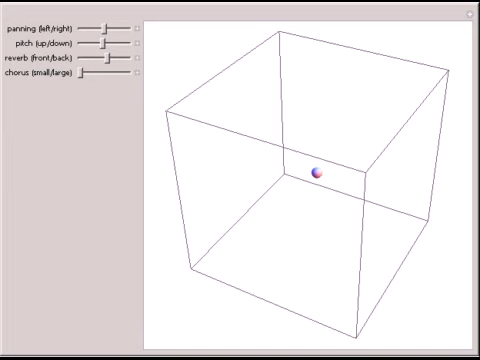 panning (left/right)
pitch (up/down)
reverb (front/back)
chorus (small/large)